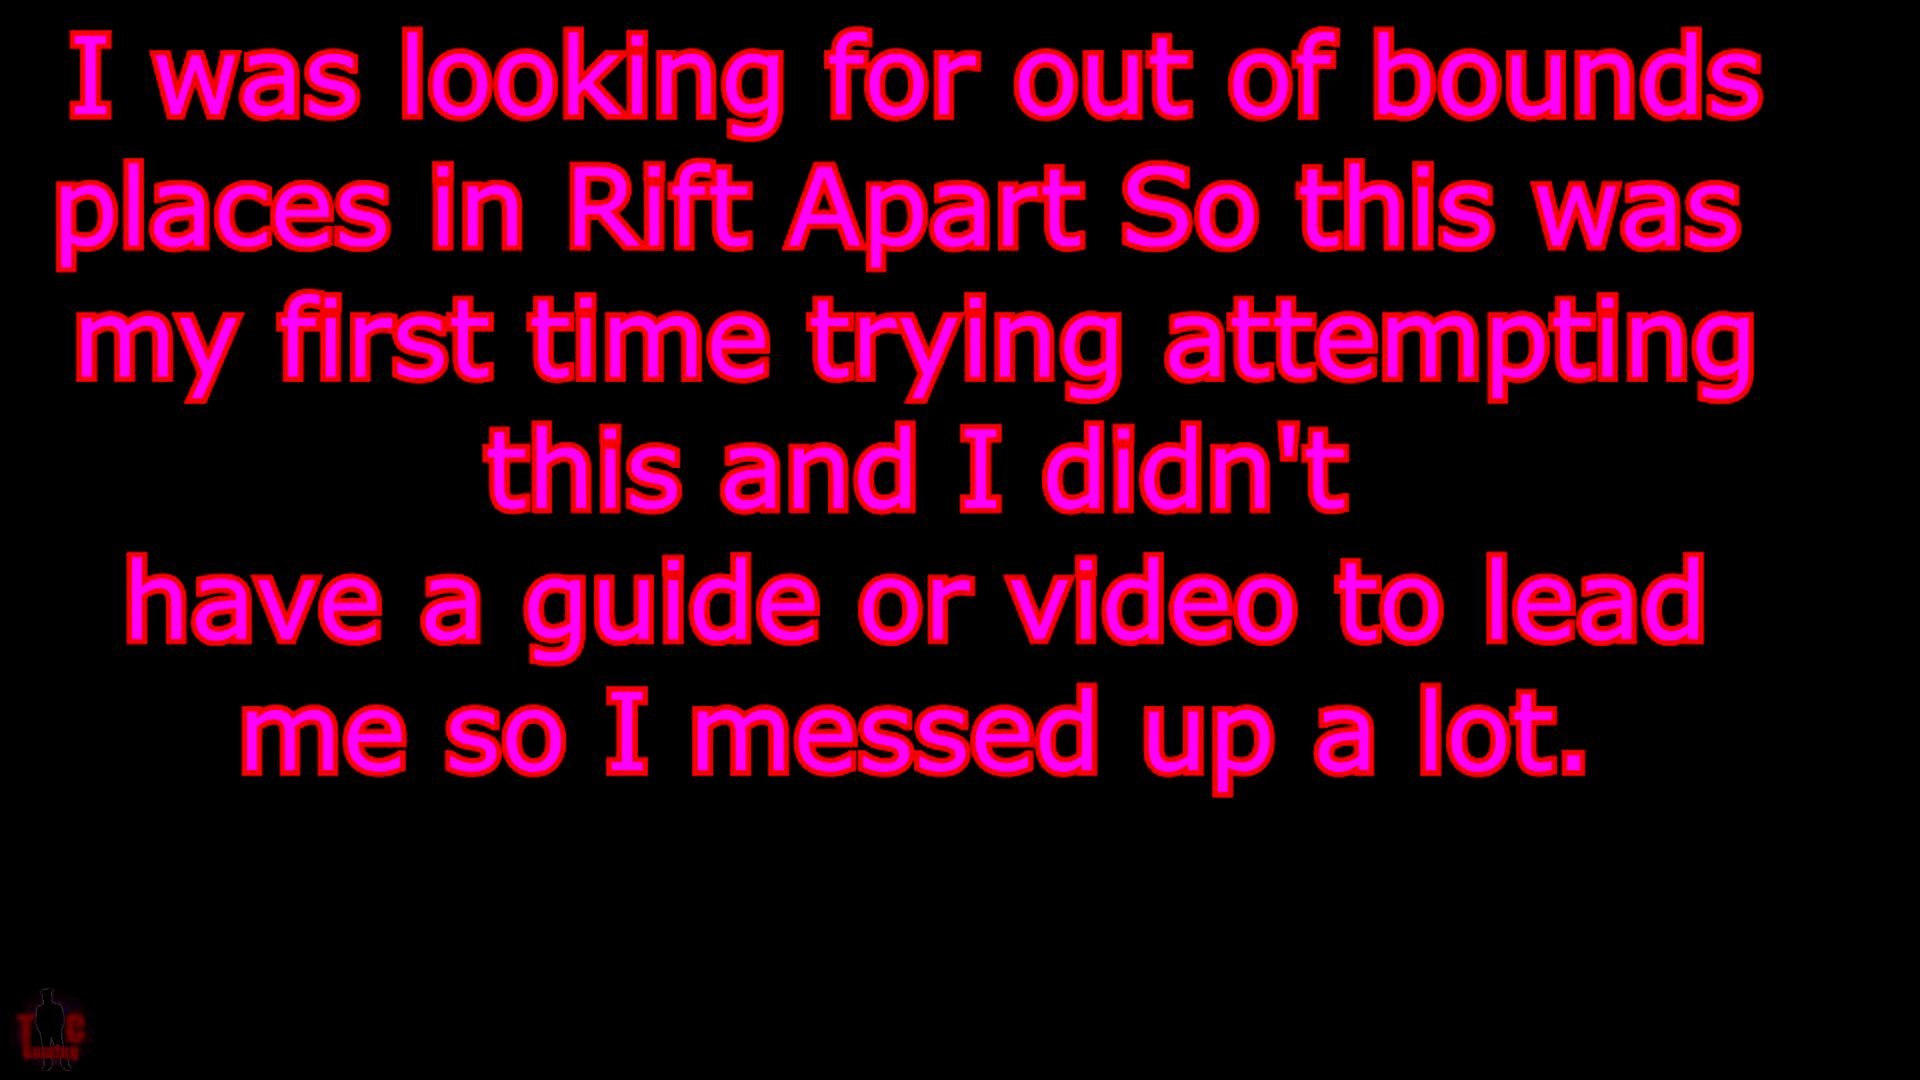 I was looking for out of bounds
places in Rift Apart So this was
my first time trying attempting
this and I didn't
have a guide or video to lead
me so I messed up a lot.
T C
Gaming